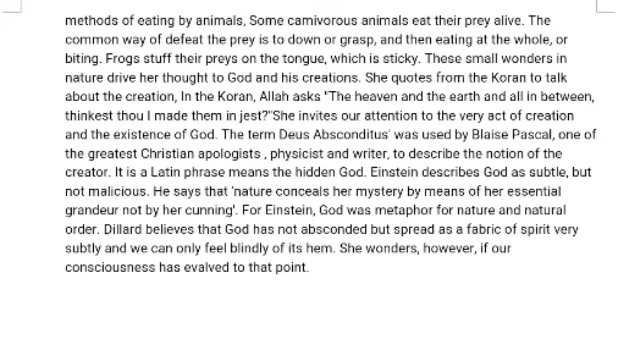 methods of eating by animals, Some camivorous animals eat their prey alive. The
common way of defeat the prey is to down or grasp, and then eating at the whole, or
biting. Frogs stuff their preys on the tongue, which is sticky. These small wonders in
nature drive her thought to God and his creations. She quotes from the Koran to talk
about the creation, In the Koran, Allah asks "The heaven and the earth and all in between,
thinkest thou I made them in jest?"She invites our attention to the very act of creation
and the existence of God. The term Deus Absconditus' was used by Blaise Pascal, one of
the greatest Christian apologists , physicist and writer, to describe the notion of the
creator. It is a Latin phrase means the hidden God. Einstein describes God as subtle, but
not malicious. He says that 'nature conceals her mystery by means of her essential
grandeur not by her cunning'. For Einstein, God was metaphor for nature and natural
order. Dillard believes that God has not absconded but spread as a fabric of spirit very
subtly and we can only feel blindly of its hem. She wonders, however, if our
consciousness has evalved to that point.